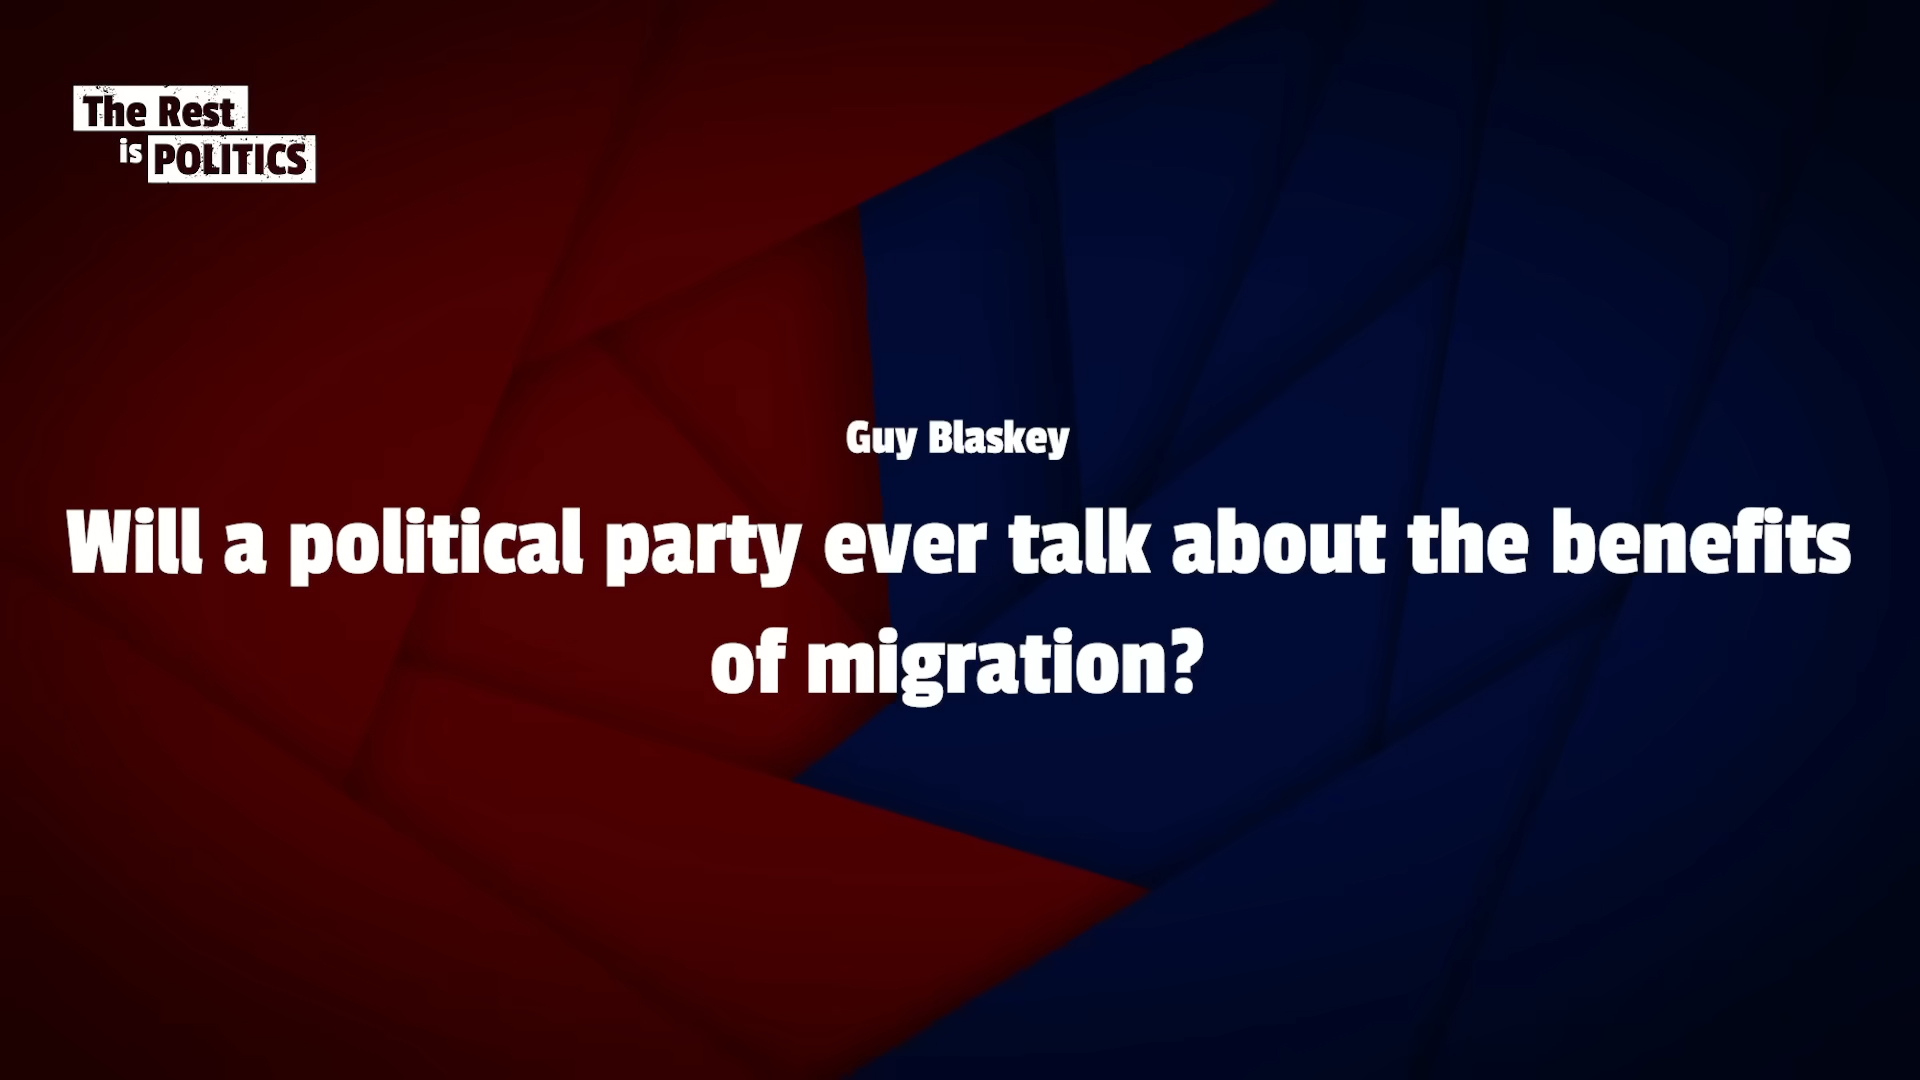 The Rest
is POLITICS
Guy Blaskey
Will a political party ever talk about the benefits
of migration?